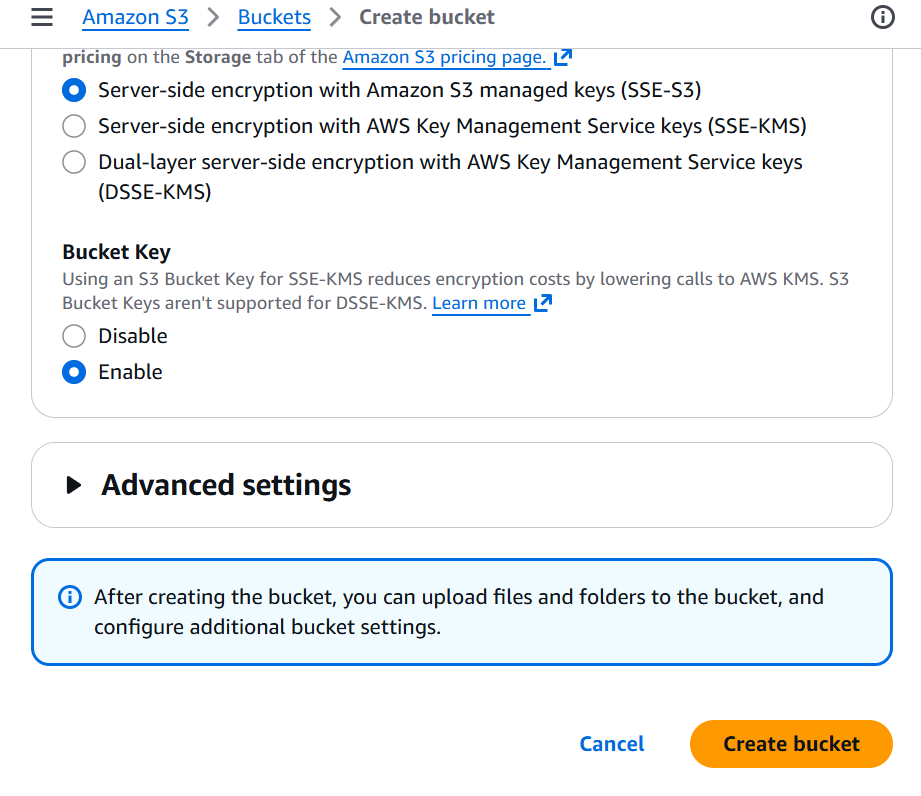 Amazon S3 > Buckets > Create bucket
pricing on the Storage tab of the Amazon S3 pricing page.
Server-side encryption with Amazon S3 managed keys (SSE-S3)
Server-side encryption with AWS Key Management Service keys (SSE-KMS)
Dual-layer server-side encryption with AWS Key Management Service keys
(DSSE-KMS)
Bucket Key
Using an S3 Bucket Key for SSE-KMS reduces encryption costs by lowering calls to AWS KMS. S3
Bucket Keys aren't supported for DSSE-KMS. Learn more
Disable
Enable
Advanced settings
After creating the bucket, you can upload files and folders to the bucket, and
configure additional bucket settings.
Cancel
Create bucket